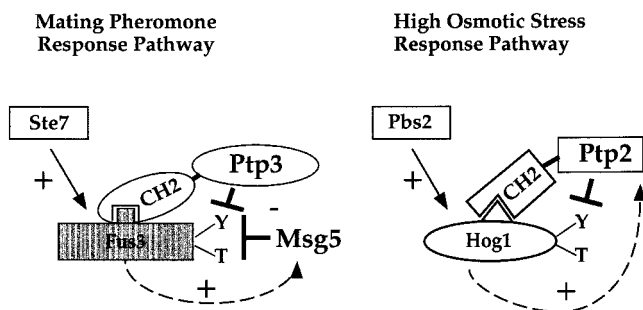 Mating Pheromone
Response Pathway
High Osmotic Stress
Response Pathway
Ste7
+
CH2
Ptp3
Fus3
Y
T
-
Msg5
+
Pbs2
+
CH2
Ptp2
Hog1
Y
T
+